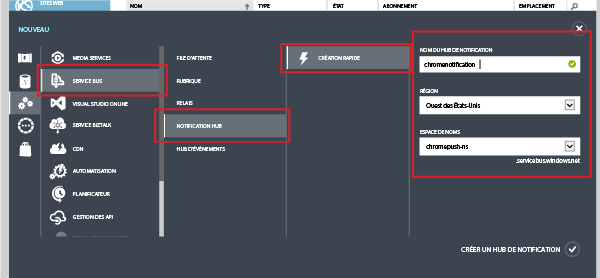 SITES WEB
NOM
TYPE
ÉTAT
ABONNEMENT
EMPLACEMENT
NOUVEAU
MEDIA SERVICES
SERVICE BUS
VISUAL STUDIO ONLINE
SERVICE BIZTALK
CDN
AUTOMATISATION
PLANIFICATEUR
GESTION DES API
FILE D'ATTENTE
RUBRIQUE
RELAIS
NOTIFICATION HUB
HUB D'ÉVÉNEMENTS
CRÉATION RAPIDE
NOM DU HUB DE NOTIFICATION
chromenotification
RÉGION
Ouest des États-Unis
ESPACE DE NOMS
chromepush-ns
.servicebus.windows.net
CRÉER UN HUB DE NOTIFICATION